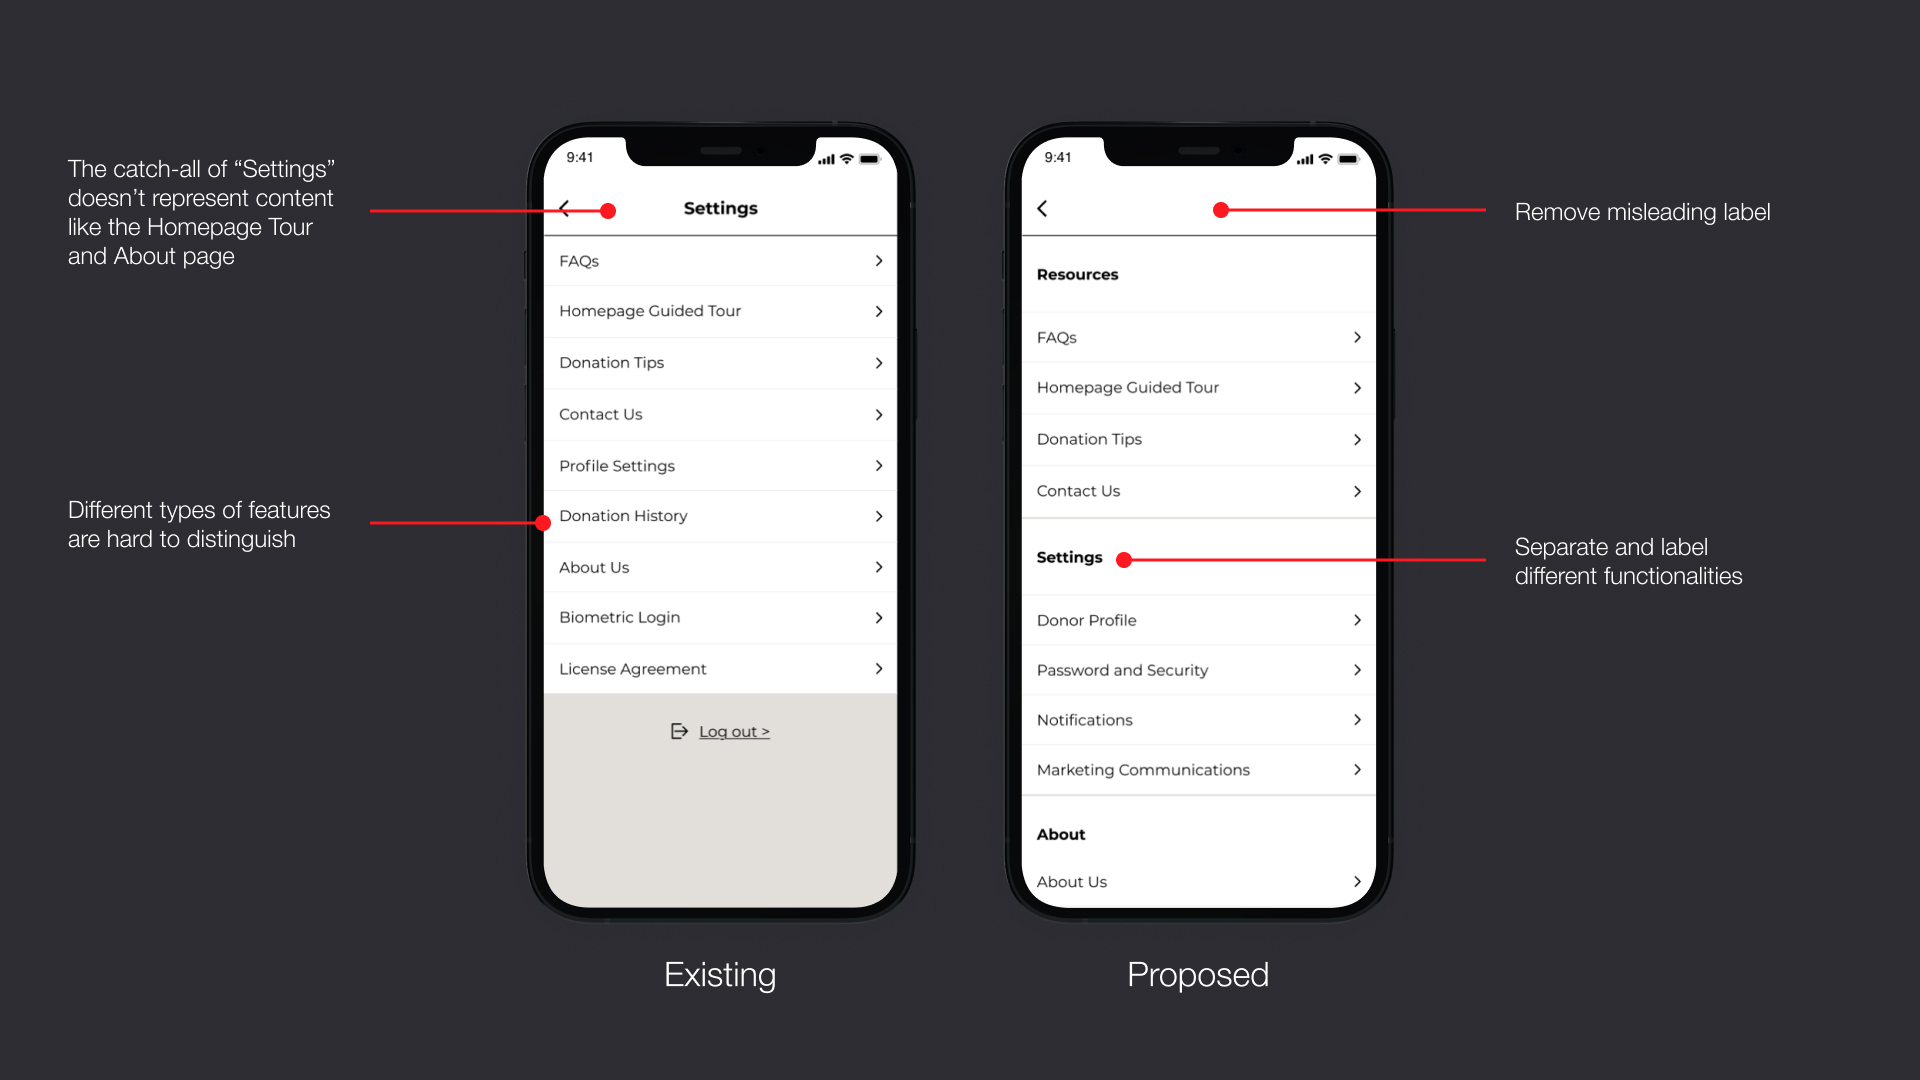 The catch-all of “Settings”
doesn’t represent content
like the Homepage Tour
and About page
Different types of features
are hard to distinguish
9:41
Settings
FAQs
Homepage Guided Tour
Donation Tips
Contact Us
Profile Settings
Donation History
About Us
Biometric Login
License Agreement
Log out >
Existing
9:41
Resources
FAQs
Homepage Guided Tour
Donation Tips
Contact Us
Settings
Donor Profile
Password and Security
Notifications
Marketing Communications
About
About Us
Proposed
Remove misleading label
Separate and label
different functionalities